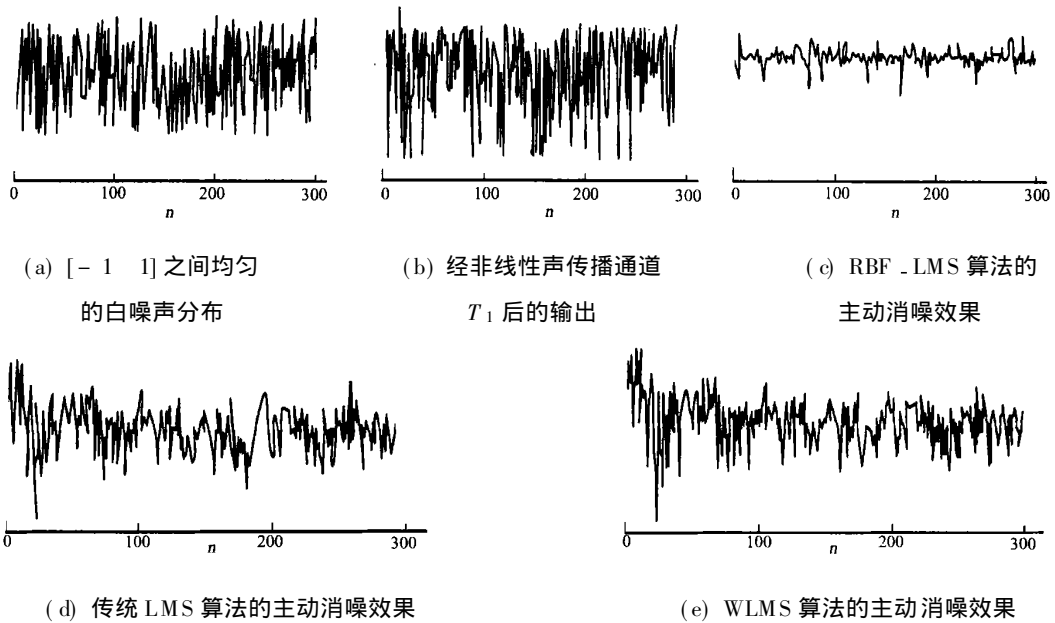 0 100 200 300
n
0 100 200 300
n
0 100 200 300
n
(a) [- 1 1] 之间均匀
的白噪声分布
(b) 经非线性声传播通道
T 1 后的输出
(c) RBF - LMS 算法的
主动消噪效果
0 100 200 300
n
0 100 200 300
n
(d) 传统 LMS 算法的主动消噪效果
(e) WLMS 算法的主动消噪效果